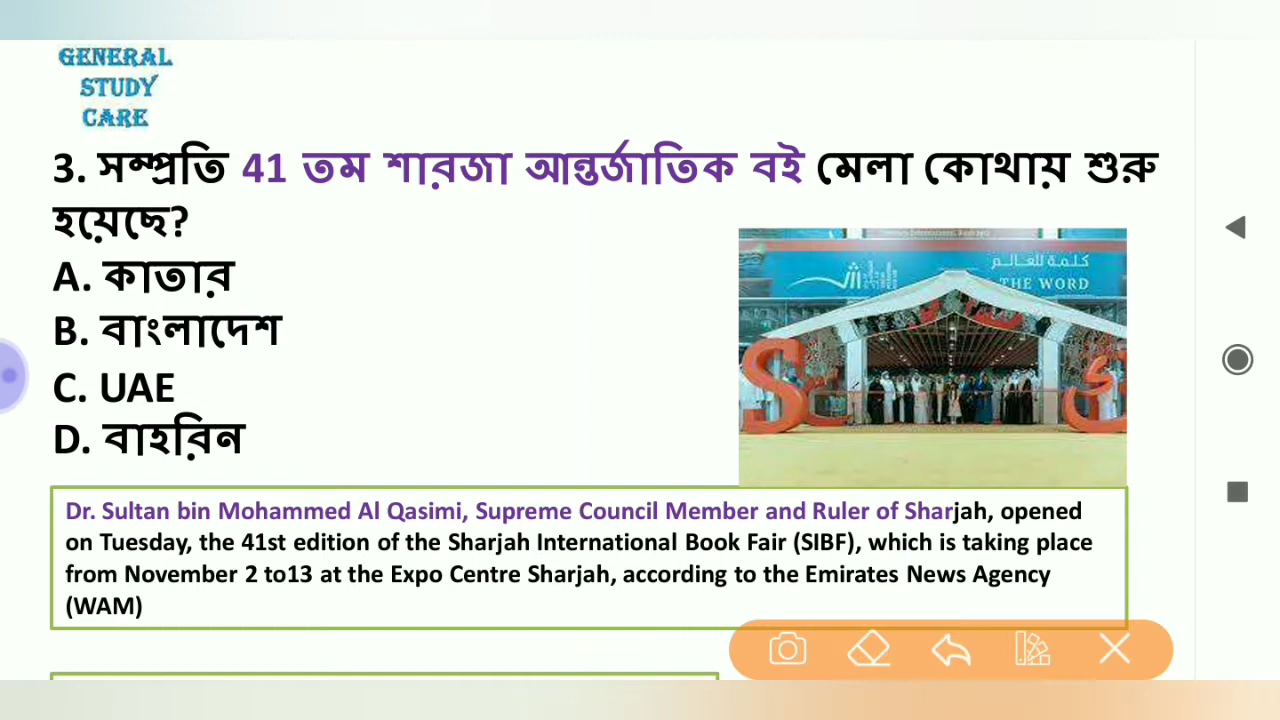 GENERAL
STUDY
CARE
3. সম্প্রতি 41 তম শারজা আন্তর্জাতিক বই মেলা কোথায় শুরু
হয়েছে?
A. কাতার
B. বাংলাদেশ
C. UAE
D. বাহরিন
كلمة للعالم
THE WORD
Dr. Sultan bin Mohammed Al Qasimi, Supreme Council Member and Ruler of Sharjah, opened
on Tuesday, the 41st edition of the Sharjah International Book Fair (SIBF), which is taking place
from November 2 to13 at the Expo Centre Sharjah, according to the Emirates News Agency
(WAM)